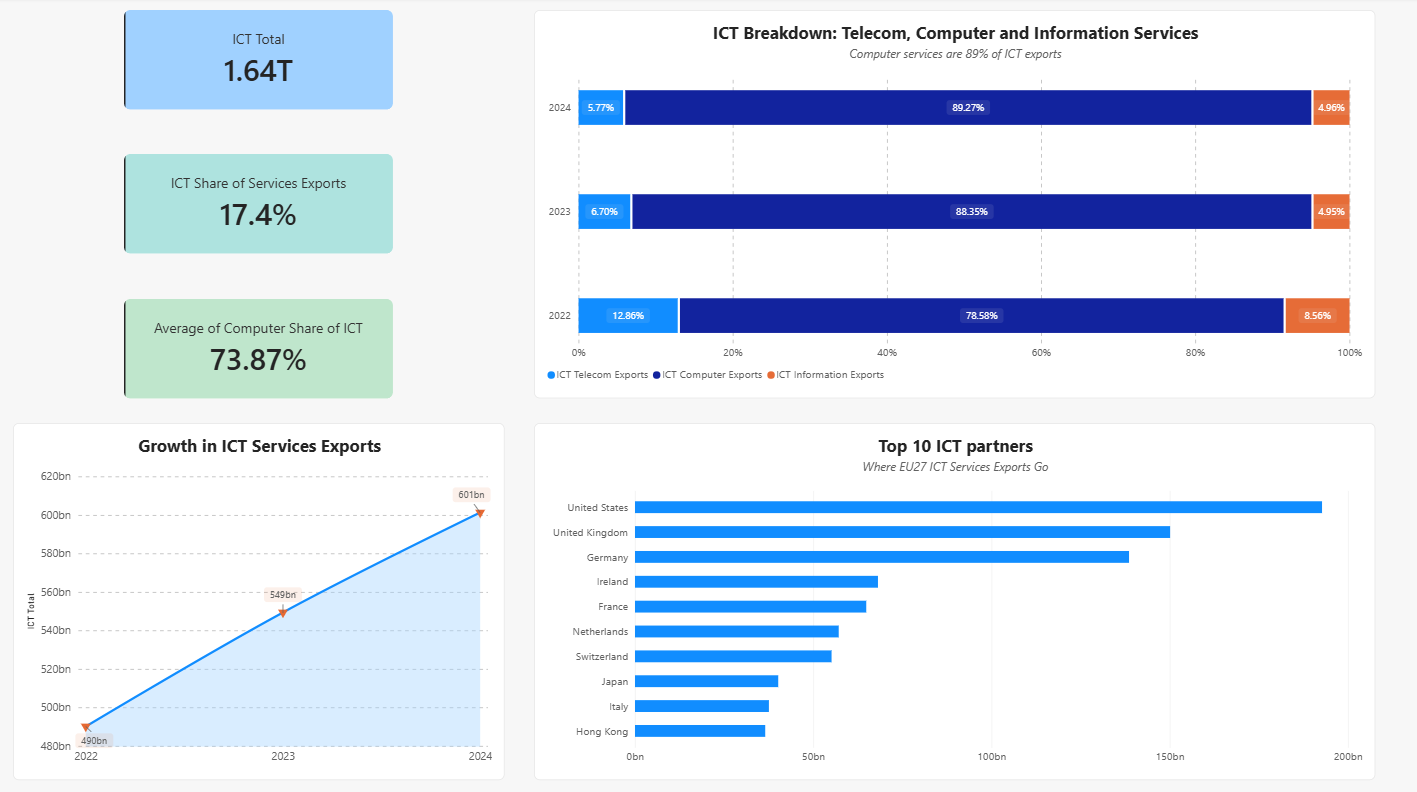 ICT Total
1.64T
ICT Share of Services Exports
17.4%
Average of Computer Share of ICT
73.87%
ICT Breakdown: Telecom, Computer and Information Services
Computer services are 89% of ICT exports
2024
5.77%
89.27%
4.96%
2023
6.70%
88.35%
4.95%
2022
12.86%
78.58%
8.56%
0%
20%
40%
60%
80%
100%
ICT Telecom Exports
ICT Computer Exports
ICT Information Exports
Growth in ICT Services Exports
ICT Total
620bn
600bn
580bn
560bn
540bn
520bn
500bn
480bn
490bn
549bn
601bn
2022
2023
2024
Top 10 ICT partners
Where EU27 ICT Services Exports Go
United States
United Kingdom
Germany
Ireland
France
Netherlands
Switzerland
Japan
Italy
Hong Kong
0bn
50bn
100bn
150bn
200bn